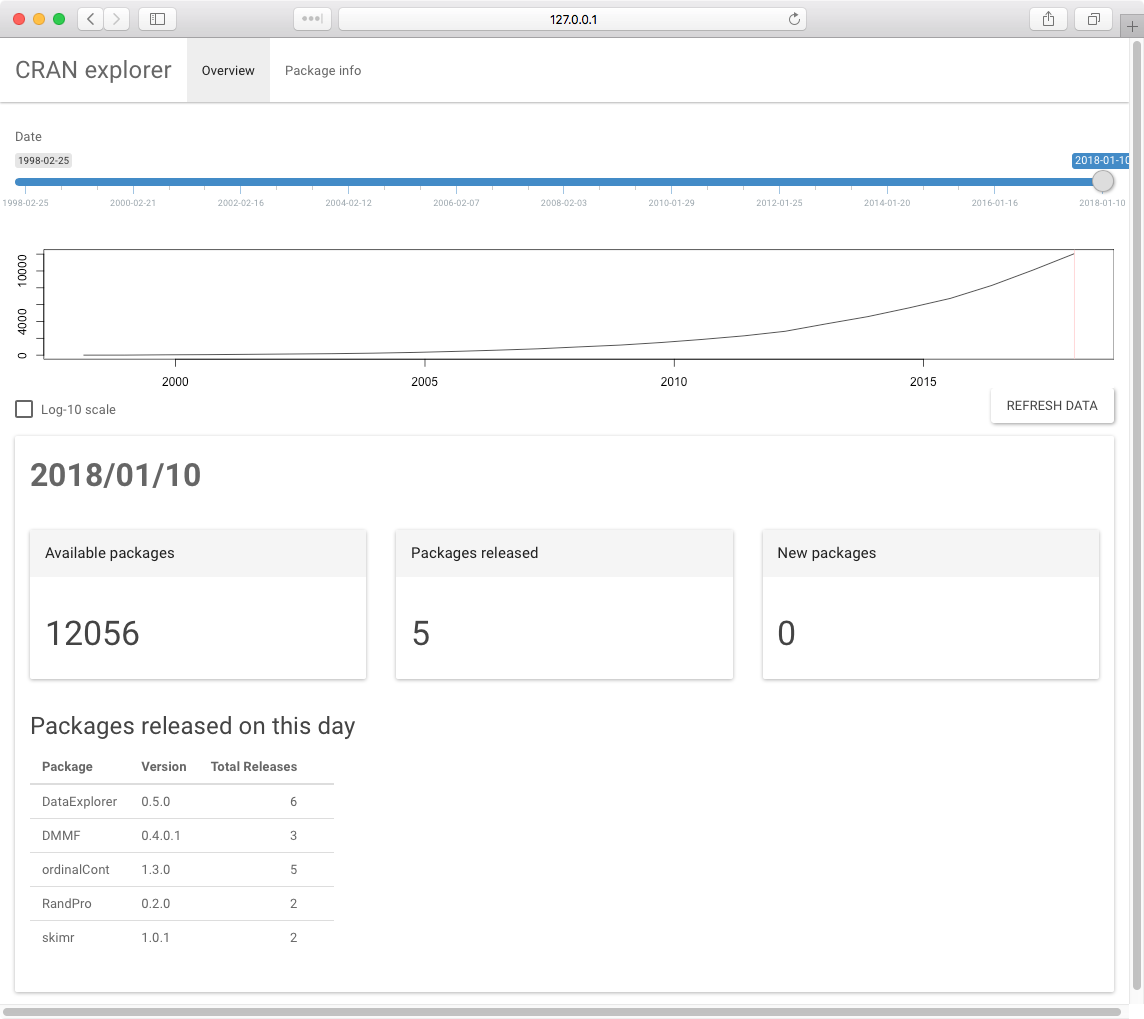 127.0.0.1
CRAN explorer Overview Package info
Date
1998-02-25 2018-01-10
1998-02-25 2000-02-21 2002-02-16 2004-02-12 2006-02-07 2008-02-03 2010-01-29 2012-01-25 2014-01-20 2016-01-16 2018-01-10
10000
4000
0
2000 2005 2010 2015
Log-10 scale REFRESH DATA
2018/01/10
Available packages Packages released New packages
12056 5 0
Packages released on this day
Package Version Total Releases
DataExplorer 0.5.0 6
DMMF 0.4.0.1 3
ordinalCont 1.3.0 5
RandPro 0.2.0 2
skimr 1.0.1 2